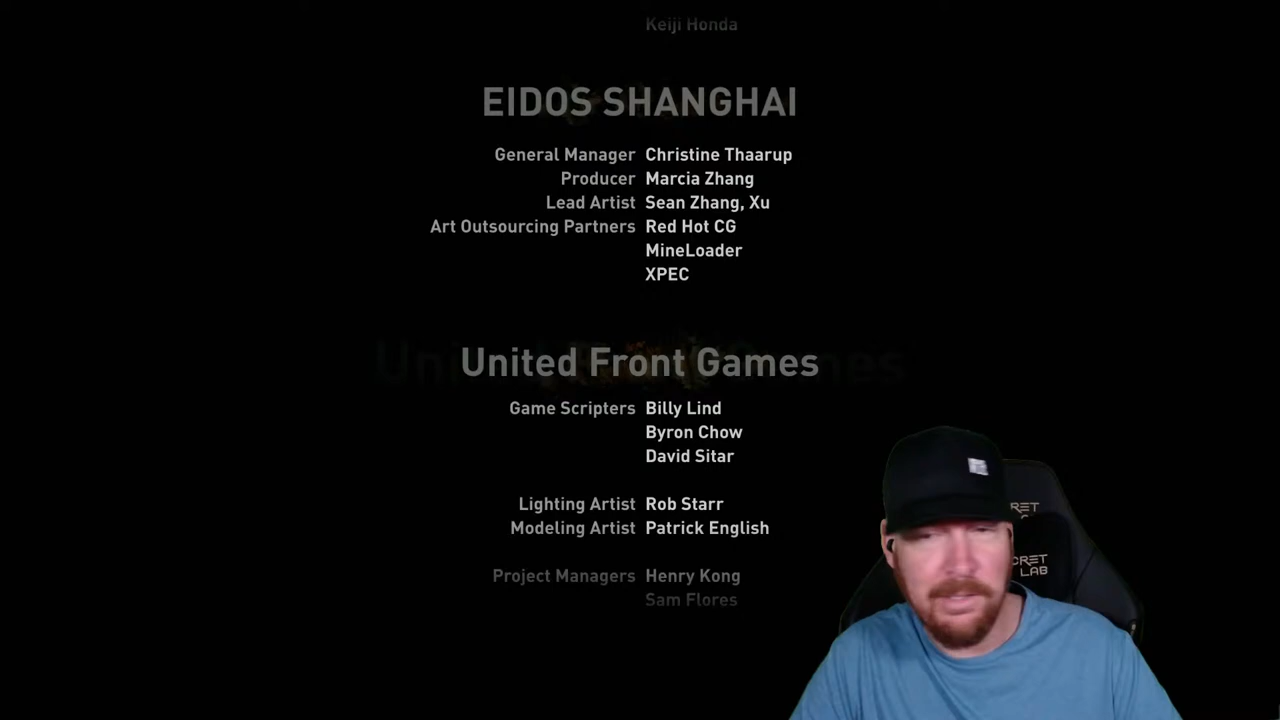 Keiji Honda
EIDOS SHANGHAI
General Manager Christine Thaarup
Producer Marcia Zhang
Lead Artist Sean Zhang, Xu
Art Outsourcing Partners Red Hot CG
MineLoader
XPEC
United Front Games
Game Scripters Billy Lind
Byron Chow
David Sitar
Lighting Artist Rob Starr
Modeling Artist Patrick English
Project Managers Henry Kong
Sam Flores
CRET
LAB